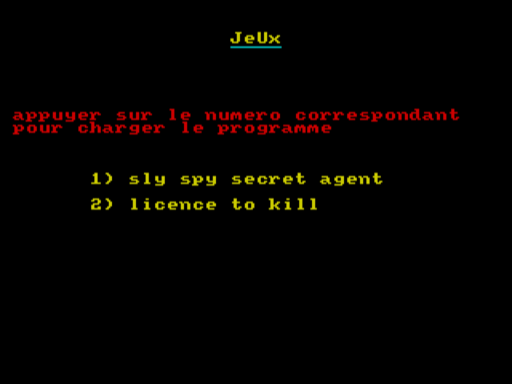 JeUx
appuyer sur le numero correspondant
pour charger le programme
1) sly spy secret agent
2) licence to kill